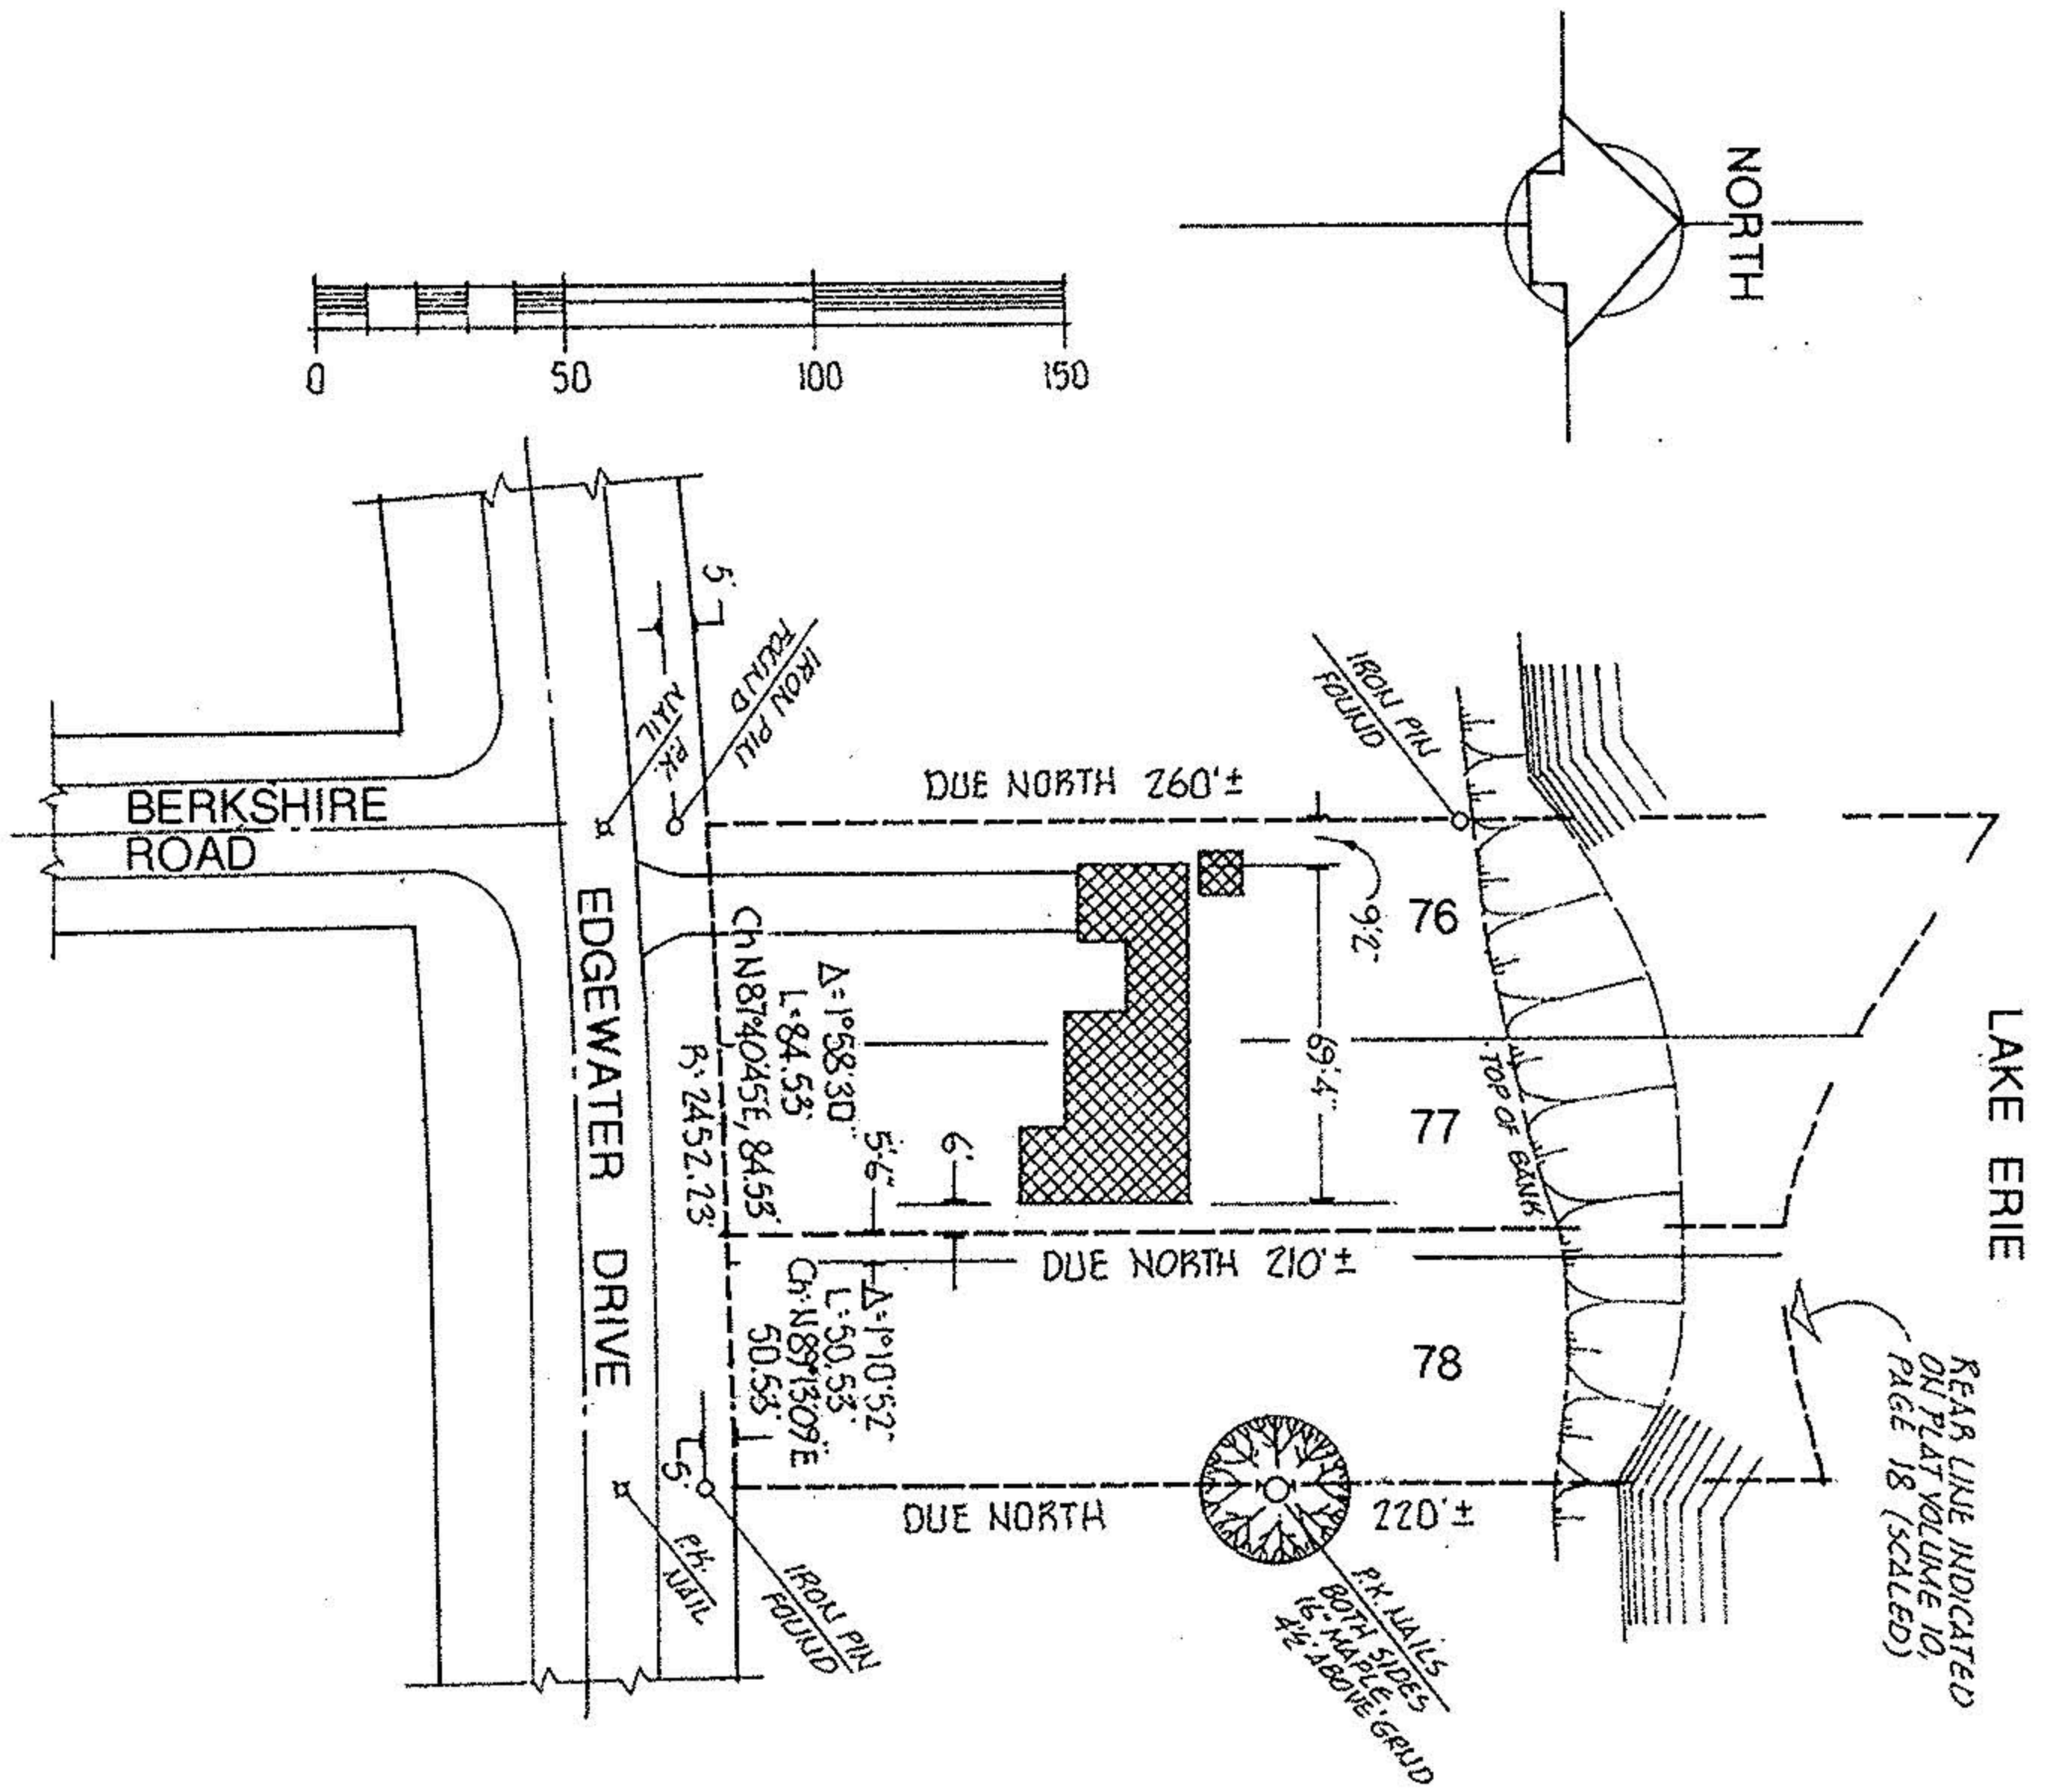 NORTH
0 50 100 150
LAKE ERIE
5'
IRON PIN
FOUND
P.K.
NAIL
IRON PIN
FOUND
DUE NORTH 260'±
BERKSHIRE
ROAD
EDGEWATER DRIVE
76
9'2"
69'4"
Δ=1°58'30"
L=84.53'
Ch N87°40'45"E, 84.53'
R=2452.23'
77
TOP OF BANK
5'6"
6'
DUE NORTH 210'±
Δ=1°10'52"
L=50.53'
Ch=N89°13'09"E
50.53'
78
REAR LINE INDICATED
ON PLAT VOLUME 10,
PAGE 18 (SCALED)
5'
DUE NORTH 220'±
P.K.
NAIL
IRON PIN
FOUND
P.K. NAILS
BOTH SIDES
16" MAPLE
4½' ABOVE GRND